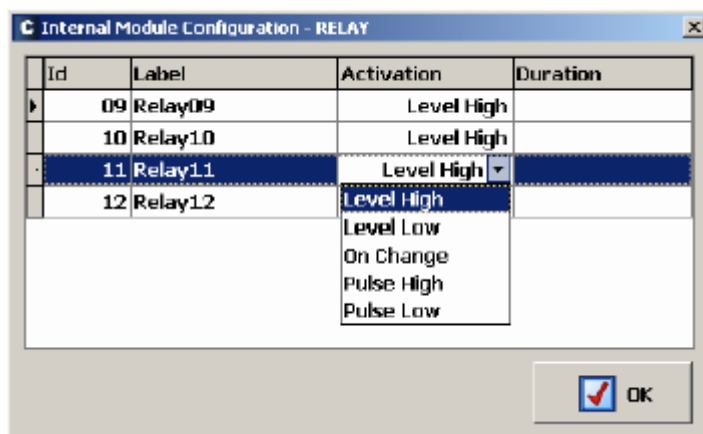 C Internal Module Configuration - RELAY
Id Label Activation Duration
09 Relay09 Level High
10 Relay10 Level High
11 Relay11 Level High
12 Relay12
Level High
Level Low
On Change
Pulse High
Pulse Low
OK